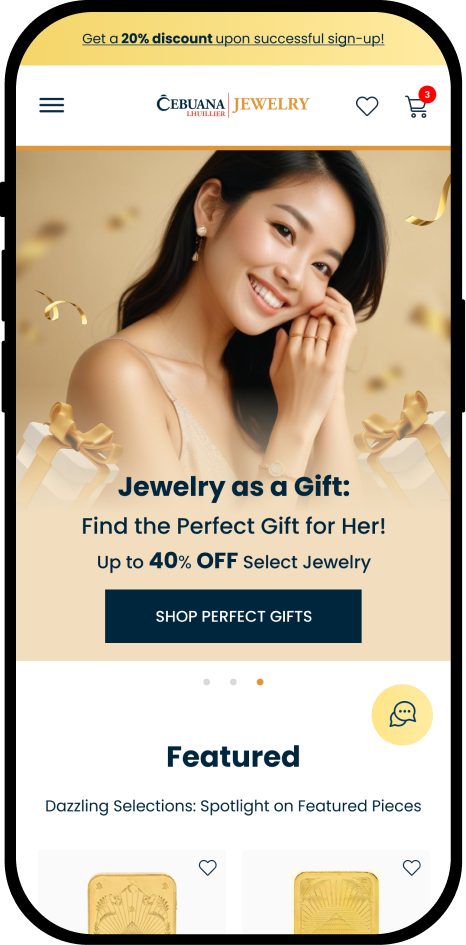 Get a 20% discount upon successful sign-up!
ĈEBUANA
LHUILLIER
JEWELRY
3
Jewelry as a Gift:
Find the Perfect Gift for Her!
Up to 40% OFF Select Jewelry
SHOP PERFECT GIFTS
Featured
Dazzling Selections: Spotlight on Featured Pieces